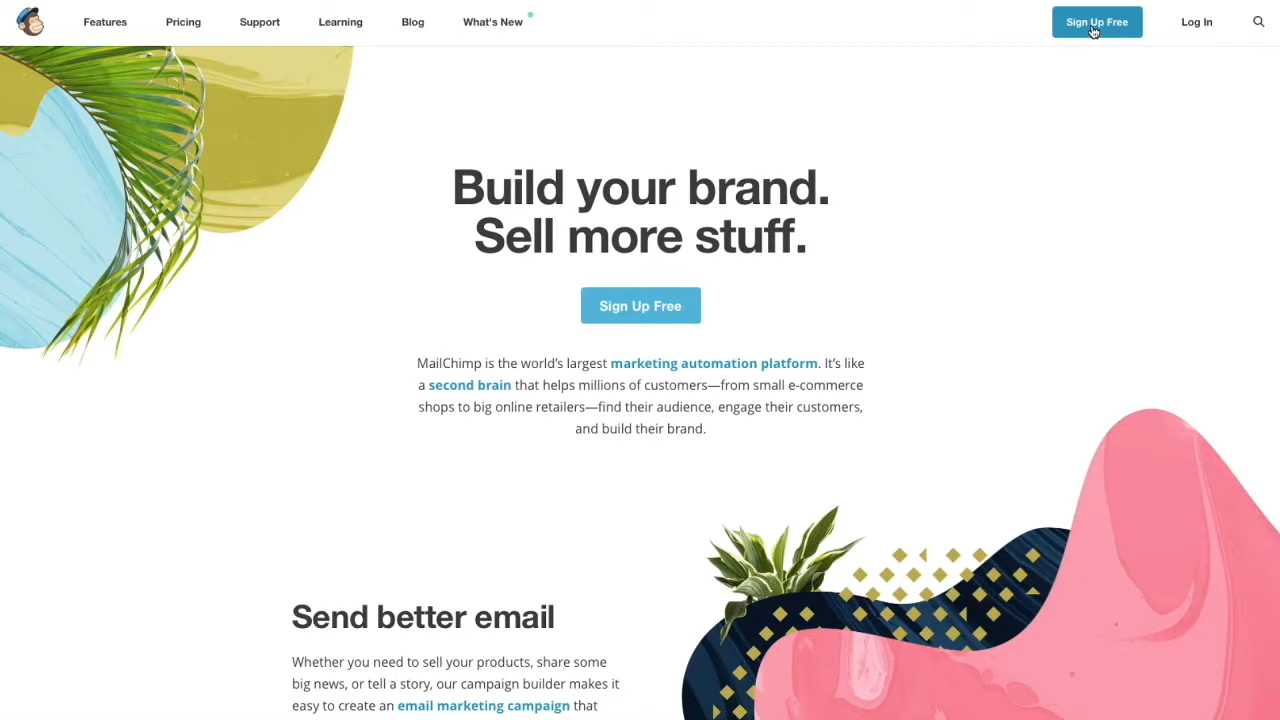 Features Pricing Support Learning Blog What's New Sign Up Free Log In
Build your brand.
Sell more stuff.
Sign Up Free
MailChimp is the world’s largest marketing automation platform. It’s like
a second brain that helps millions of customers—from small e-commerce
shops to big online retailers—find their audience, engage their customers,
and build their brand.
Send better email
Whether you need to sell your products, share some
big news, or tell a story, our campaign builder makes it
easy to create an email marketing campaign that